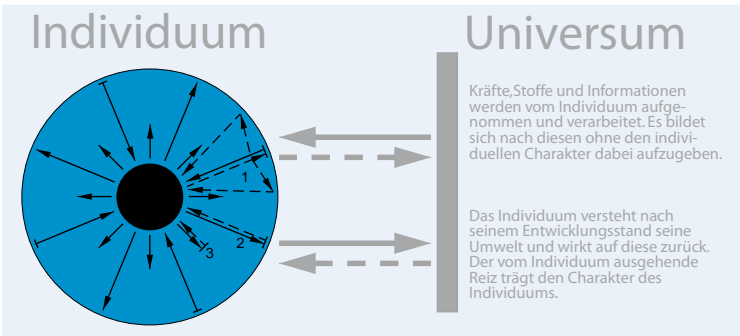 Individuum
Universum
Kräfte,Stoffe und Informationen
werden vom Individuum aufge-
nommen und verarbeitet. Es bildet
sich nach diesen ohne den indivi-
duellen Charakter dabei aufzugeben.
1
2
3
Das Individuum versteht nach
seinem Entwicklungsstand seine
Umwelt und wirkt auf diese zurück.
Der vom Individuum ausgehende
Reiz trägt den Charakter des
Individuums.